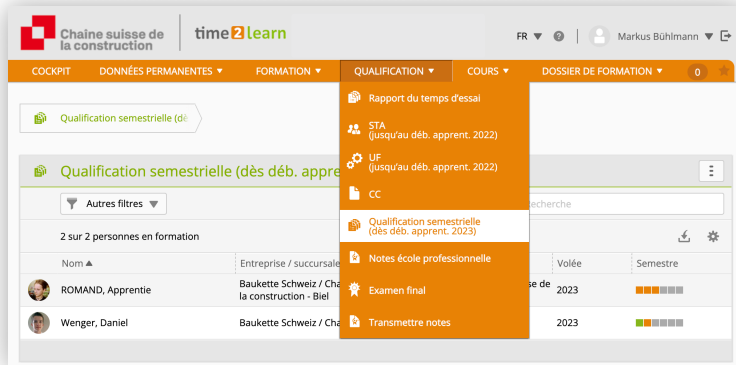 Chaine suisse de
la construction
time2learn
FR
Markus Bühlmann
COCKPIT DONNÉES PERMANENTES FORMATION QUALIFICATION COURS DOSSIER DE FORMATION 0
Rapport du temps d'essai
STA
(jusqu'au déb. apprent. 2022)
UF
(jusqu'au déb. apprent. 2022)
CC
Qualification semestrielle
(dès déb. apprent. 2023)
Notes école professionnelle
Examen final
Transmettre notes
Qualification semestrielle (dè
Qualification semestrielle (dès déb. appre
Autres filtres
echerche
2 sur 2 personnes en formation
Nom Entreprise / succursale Volée Semestre
ROMAND, Apprentie Baukette Schweiz / Cha se de 2023
la construction - Biel
Wenger, Daniel Baukette Schweiz / Cha 2023